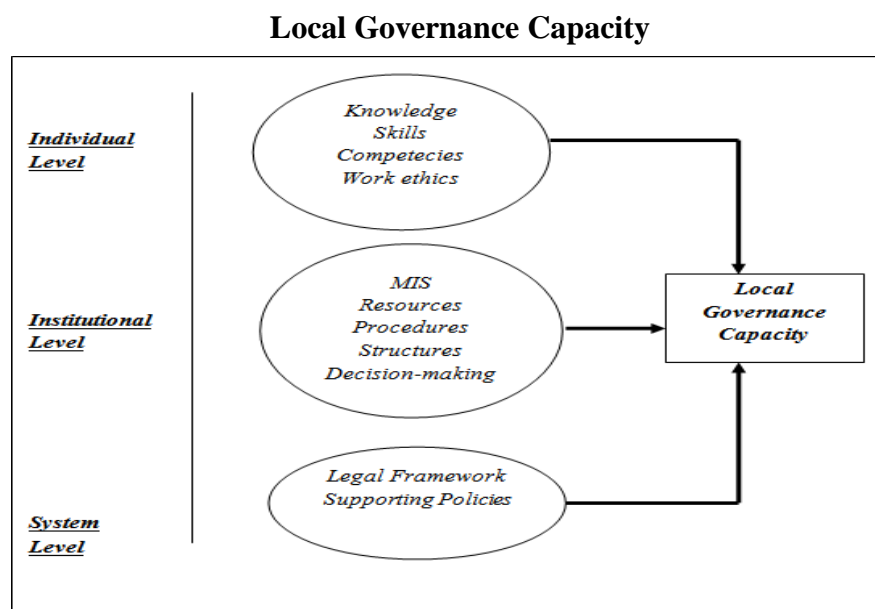 Local Governance Capacity
Individual
Level
Knowledge
Skills
Competecies
Work ethics
Institutional
Level
MIS
Resources
Procedures
Structures
Decision-making
Local
Governance
Capacity
System
Level
Legal Framework
Supporting Policies